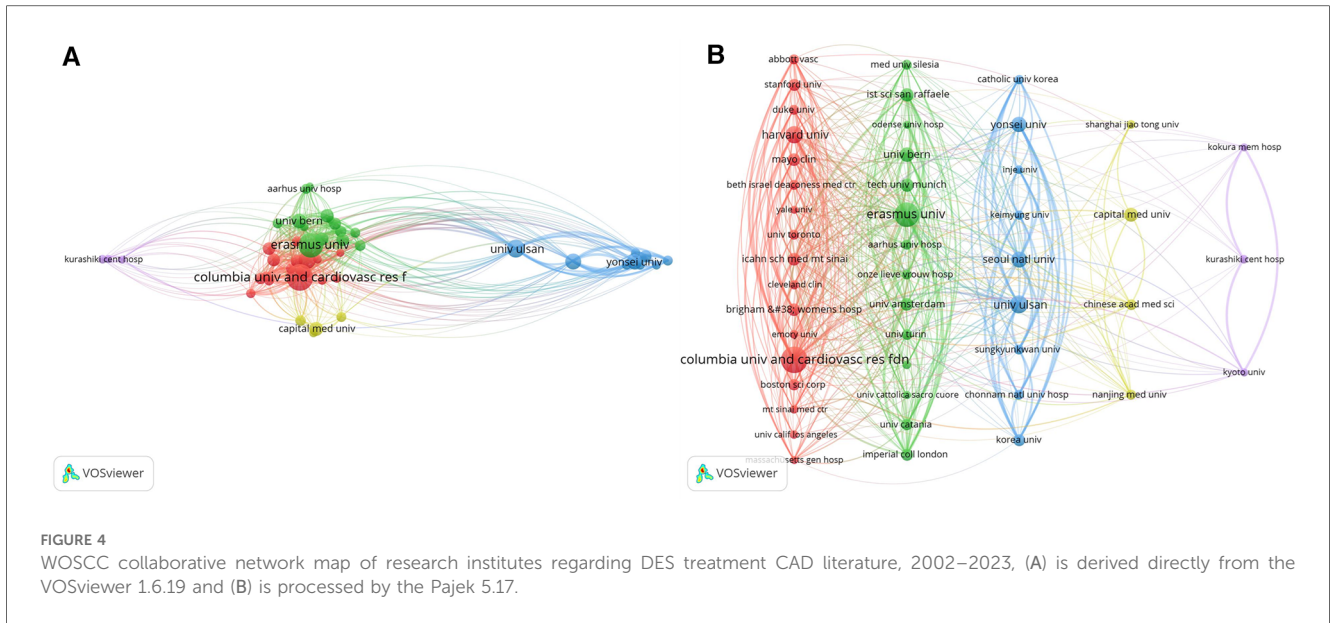 A
aarhus univ hosp
univ bern
erasmus univ
univ ulsan
kurashiki cent hosp
yonsei univ
columbia univ and cardiovasc res f
capital med univ
VOSviewer
B
abbott vasc
stanford univ
duke univ
harvard univ
mayo clin
beth israel deaconess med ctr
yale univ
univ toronto
icahn sch med mt sinai
cleveland clin
brigham &#38; womens hosp
emory univ
columbia univ and cardiovasc res fdn
boston sci corp
mt sinai med ctr
univ calif los angeles
massachusetts gen hosp
med univ silesia
ist sci san raffaele
odense univ hosp
univ bern
tech univ munich
erasmus univ
aarhus univ hosp
onze lieve vrouw hosp
univ amsterdam
univ turin
univ cattolica sacro cuore
univ catania
imperial coll london
catholic univ korea
yonsei univ
inje univ
keimyung univ
seoul natl univ
univ ulsan
sungkyunkwan univ
chonnam natl univ hosp
korea univ
shanghai jiao tong univ
capital med univ
chinese acad med sci
nanjing med univ
kokura mem hosp
kurashiki cent hosp
kyoto univ
VOSviewer
FIGURE 4
WOSCC collaborative network map of research institutes regarding DES treatment CAD literature, 2002–2023, (A) is derived directly from the
VOSviewer 1.6.19 and (B) is processed by the Pajek 5.17.